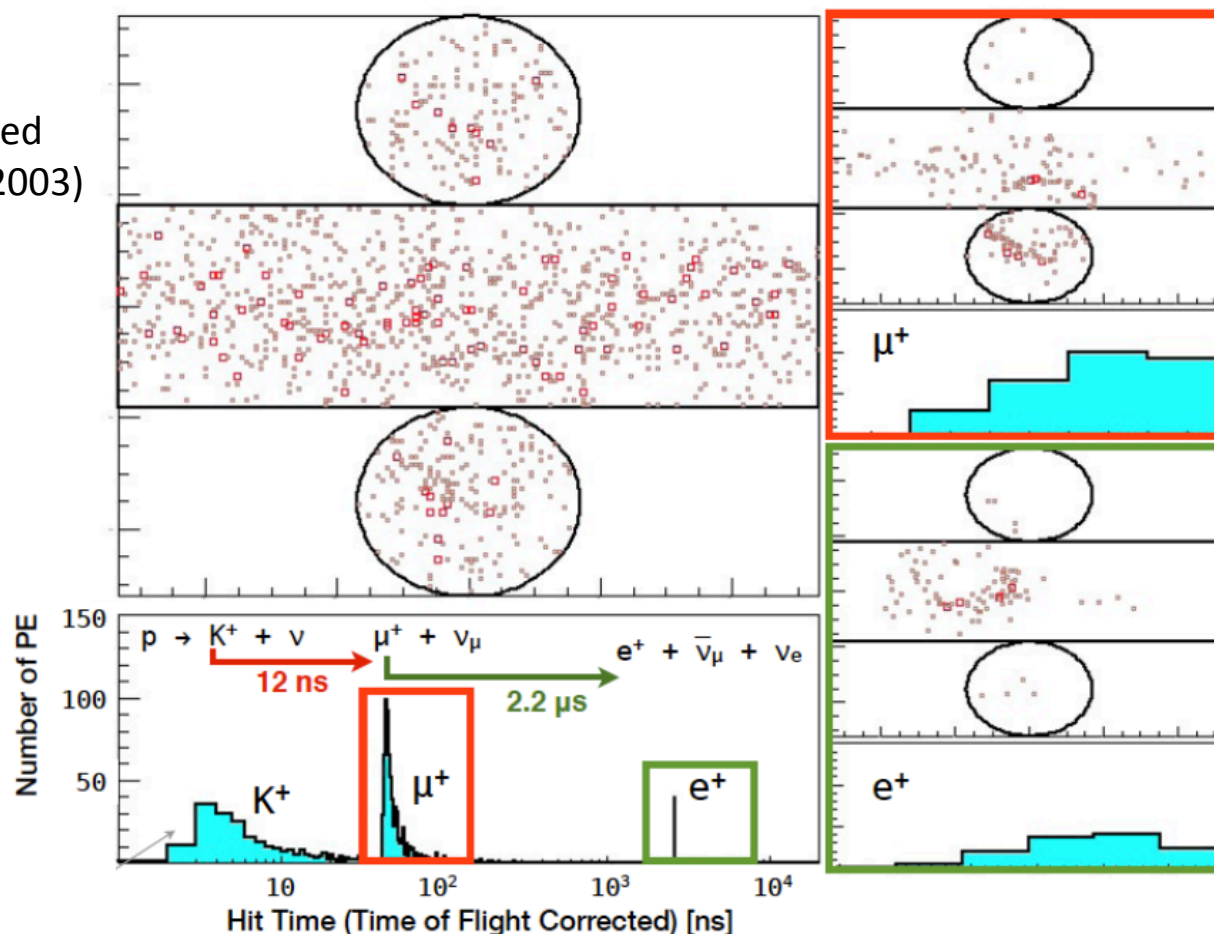 ed
2003)
μ⁺
150
p → K⁺ + ν
μ⁺ + ν_μ
e⁺ + ν̅_μ + ν_e
12 ns
2.2 μs
Number of PE
100
50
K⁺
μ⁺
e⁺
e⁺
10
10²
10³
10⁴
Hit Time (Time of Flight Corrected) [ns]